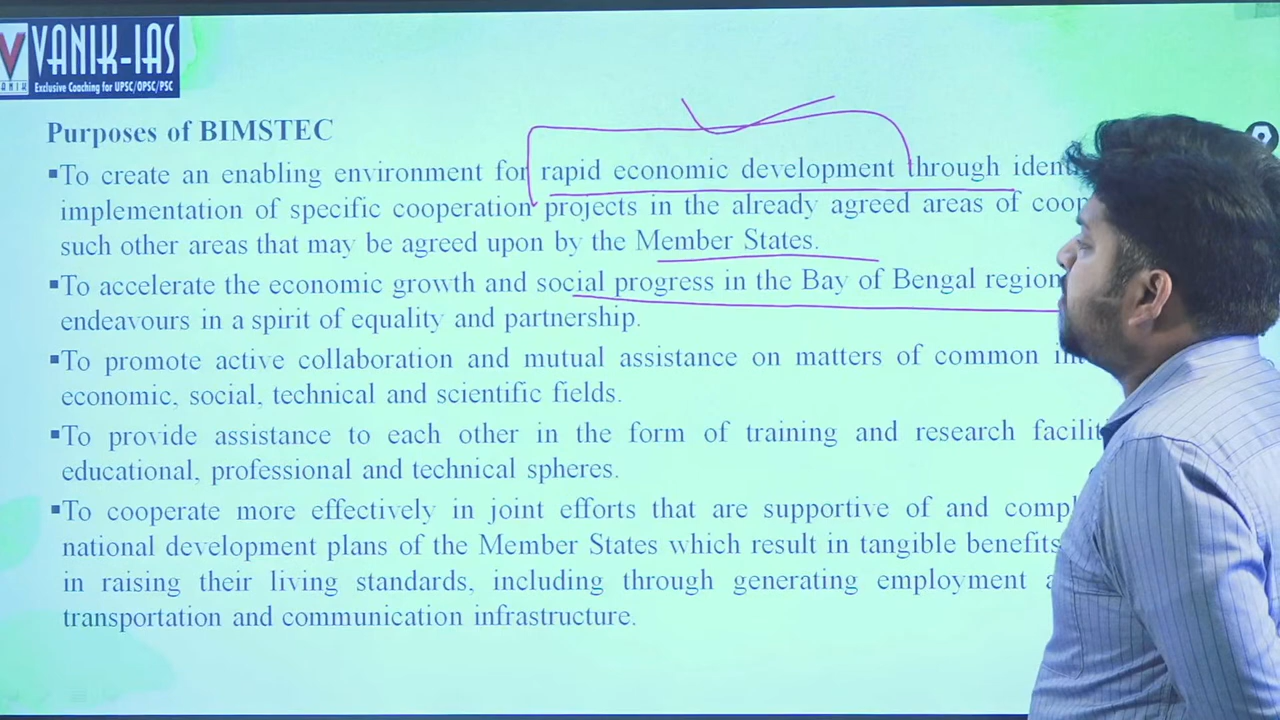 VANIK-IAS
Exclusive Coaching for UPSC/OPSC/PSC
VANIK
Purposes of BIMSTEC
▪To create an enabling environment for rapid economic development through
implementation of specific cooperation projects in the already agreed areas of
such other areas that may be agreed upon by the Member States.
▪To accelerate the economic growth and social progress in the Bay of Bengal region
endeavours in a spirit of equality and partnership.
▪To promote active collaboration and mutual assistance on matters of common
economic, social, technical and scientific fields.
▪To provide assistance to each other in the form of training and research
educational, professional and technical spheres.
▪To cooperate more effectively in joint efforts that are supportive of and
national development plans of the Member States which result in tangible benefits
in raising their living standards, including through generating employment
transportation and communication infrastructure.